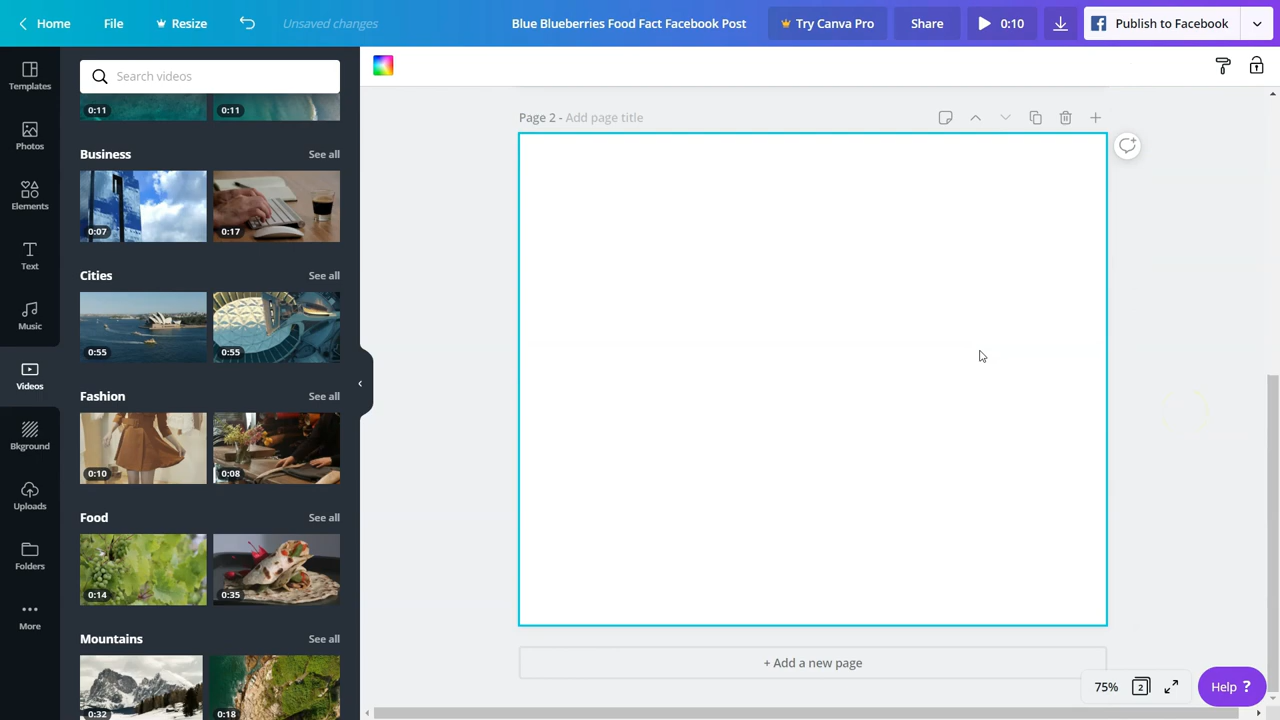 Home File Resize Unsaved changes Blue Blueberries Food Fact Facebook Post Try Canva Pro Share 0:10 Publish to Facebook
Templates
Photos
Elements
Text
Music
Videos
Bkground
Uploads
Folders
More
Search videos
0:11 0:11
Business See all
0:07 0:17
Cities See all
0:55 0:55
Fashion See all
0:10 0:08
Food See all
0:14 0:35
Mountains See all
0:32 0:18
Page 2 - Add page title
+ Add a new page
75% 2 Help ?